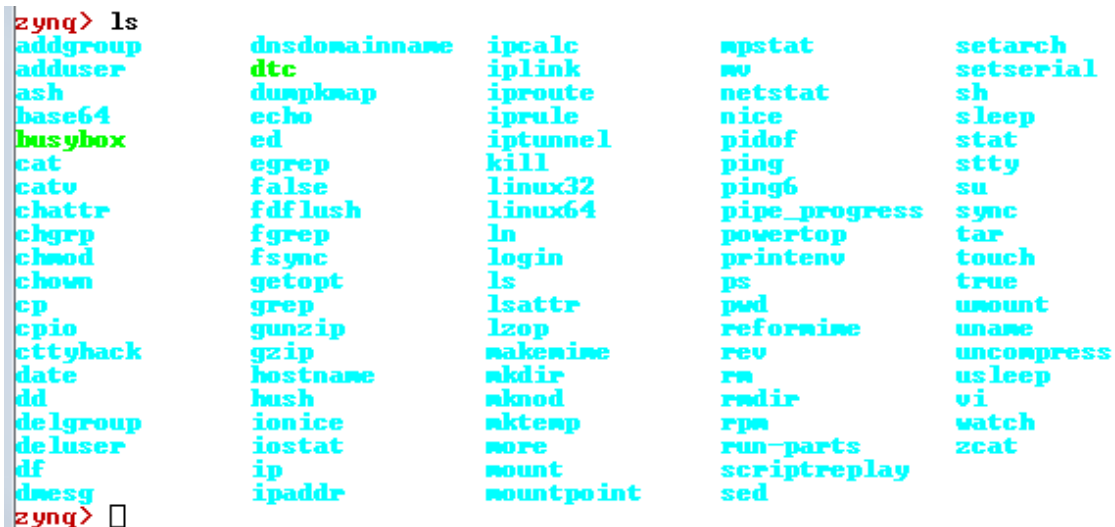 zynq> ls
addgroup dnsdomainname ipcalc mpstat setarch
adduser dtc iplink mv setserial
ash dumpkmap iproute netstat sh
base64 echo iprule nice sleep
busybox ed iptunnel pidof stat
cat egrep kill ping stty
catv false linux32 ping6 su
chattr fdflush linux64 pipe_progress sync
chgrp fgrep ln powertop tar
chmod fsync login printenv touch
chown getopt ls ps true
cp grep lsattr pwd umount
cpio gunzip lzop reformime uname
cttyhack gzip makemime rev uncompress
date hostname mkdir rm usleep
dd hush mknod rmdir vi
delgroup ionice mktemp rpm watch
deluser iostat more run-parts zcat
df ip mount scriptreplay
dmesg ipaddr mountpoint sed
zynq>